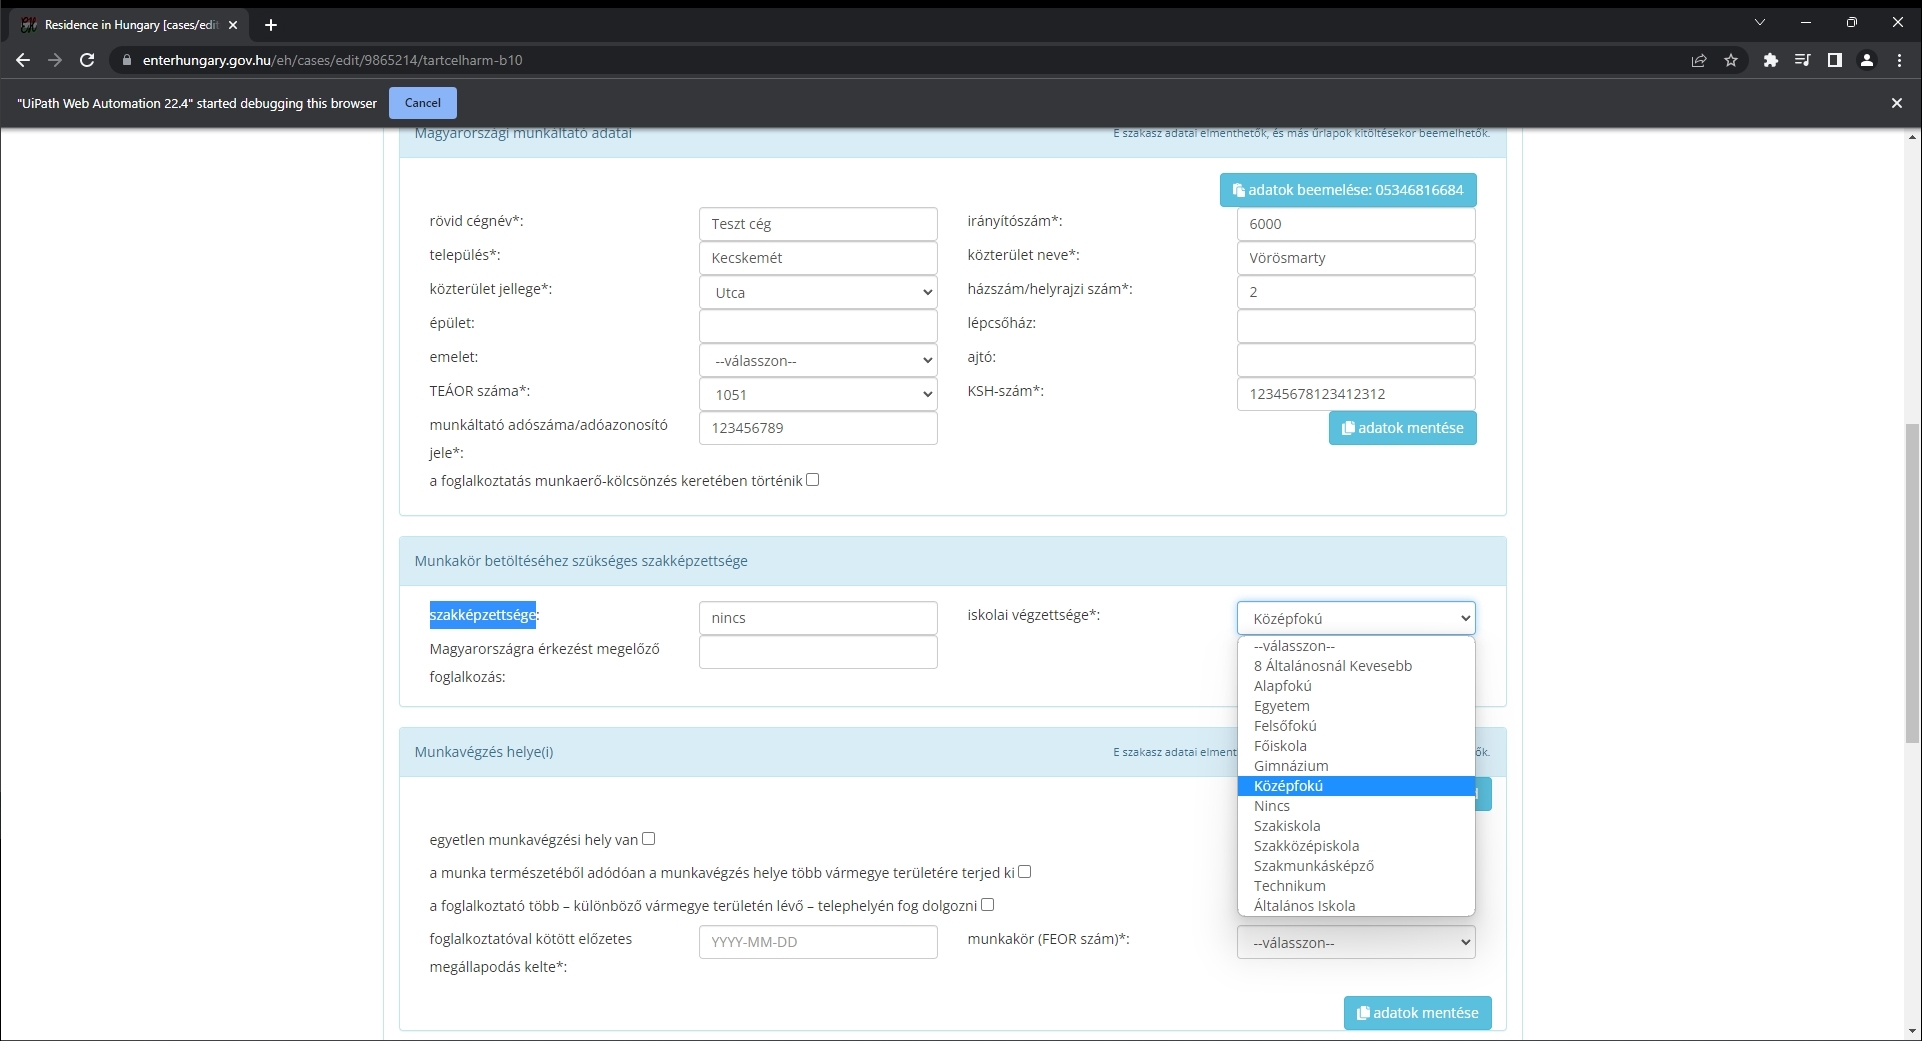 Residence in Hungary [cases/edit
enterhungary.gov.hu/eh/cases/edit/9865214/tartcelharm-b10
"UiPath Web Automation 22.4" started debugging this browser
Cancel
Magyarországi munkáltató adatai
E szakasz adatai elmenthetők, és más űrlapok kitöltésekor beemelhetők.
adatok beemelése: 05346816684
rövid cégnév*:
Teszt cég
irányítószám*:
6000
település*:
Kecskemét
közterület neve*:
Vörösmarty
közterület jellege*:
Utca
házszám/helyrajzi szám*:
2
épület:
lépcsőház:
emelet:
--válasszon--
ajtó:
TEÁOR száma*:
1051
KSH-szám*:
12345678123412312
munkáltató adószáma/adóazonosító
jele*:
123456789
adatok mentése
a foglalkoztatás munkaerő-kölcsönzés keretében történik
Munkakör betöltéséhez szükséges szakképzettsége
szakképzettsége:
nincs
iskolai végzettsége*:
Középfokú
Magyarországra érkezést megelőző
foglalkozás:
--válasszon--
8 Általánosnál Kevesebb
Alapfokú
Egyetem
Felsőfokú
Főiskola
Gimnázium
Középfokú
Nincs
Szakiskola
Szakközépiskola
Szakmunkásképző
Technikum
Általános Iskola
Munkavégzés helye(i)
E szakasz adatai elment
ők.
egyetlen munkavégzési hely van
a munka természetéből adódóan a munkavégzés helye több vármegye területére terjed ki
a foglalkoztató több – különböző vármegye területén lévő – telephelyén fog dolgozni
foglalkoztatóval kötött előzetes
megállapodás kelte*:
YYYY-MM-DD
munkakör (FEOR szám)*:
--válasszon--
adatok mentése